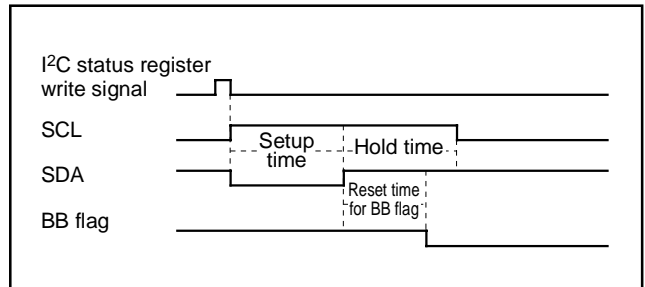 I²C status register
write signal
SCL
Setup
time
Hold time
SDA
Reset time
for BB flag
BB flag